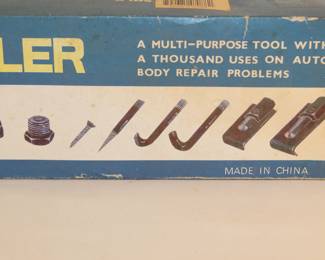 LER
A MULTI-PURPOSE TOOL WITH
A THOUSAND USES ON AUTO
BODY REPAIR PROBLEMS
MADE IN CHINA